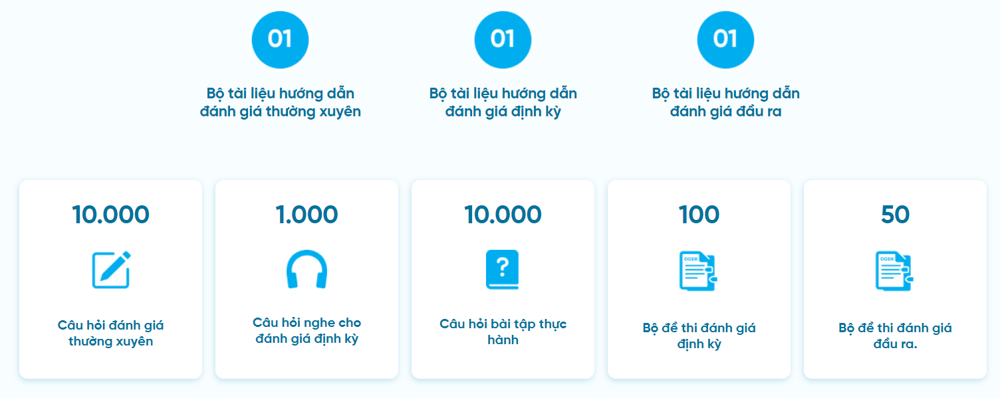 01
01
01
Bộ tài liệu hướng dẫn
đánh giá thường xuyên
Bộ tài liệu hướng dẫn
đánh giá định kỳ
Bộ tài liệu hướng dẫn
đánh giá đầu ra
10.000
Câu hỏi đánh giá
thường xuyên
1.000
Câu hỏi nghe cho
đánh giá định kỳ
10.000
?
Câu hỏi bài tập thực
hành
100
DGĐK
Bộ đề thi đánh giá
định kỳ
50
DGĐK
Bộ đề thi đánh giá
đầu ra.